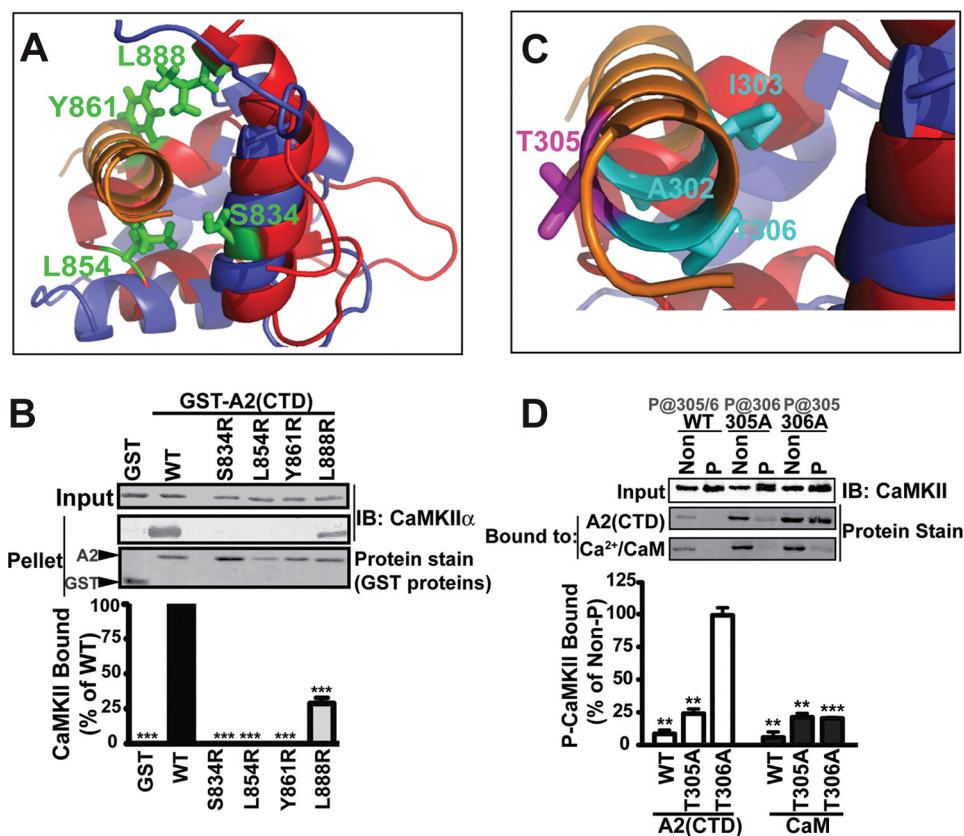 A
L888
Y861
S834
L854
C
I303
T305
A302
T306
B
GST-A2(CTD)
GST
WT
S834R
L854R
Y861R
L888R
Input
IB: CaMKIIα
Pellet
A2
GST
Protein stain
(GST proteins)
CaMKII Bound
(% of WT)
100
75
50
25
0
*** *** *** *** ***
GST
WT
S834R
L854R
Y861R
L888R
D
P@305/6 P@306 P@305
WT 305A 306A
Non P Non P Non P
Input
IB: CaMKII
Bound to:
A2(CTD)
Ca²⁺/CaM
Protein Stain
P-CaMKII Bound
(% of Non-P)
125
100
75
50
25
0
** ** ** ** ***
WT
T305A
T306A
WT
T305A
T306A
A2(CTD) CaM